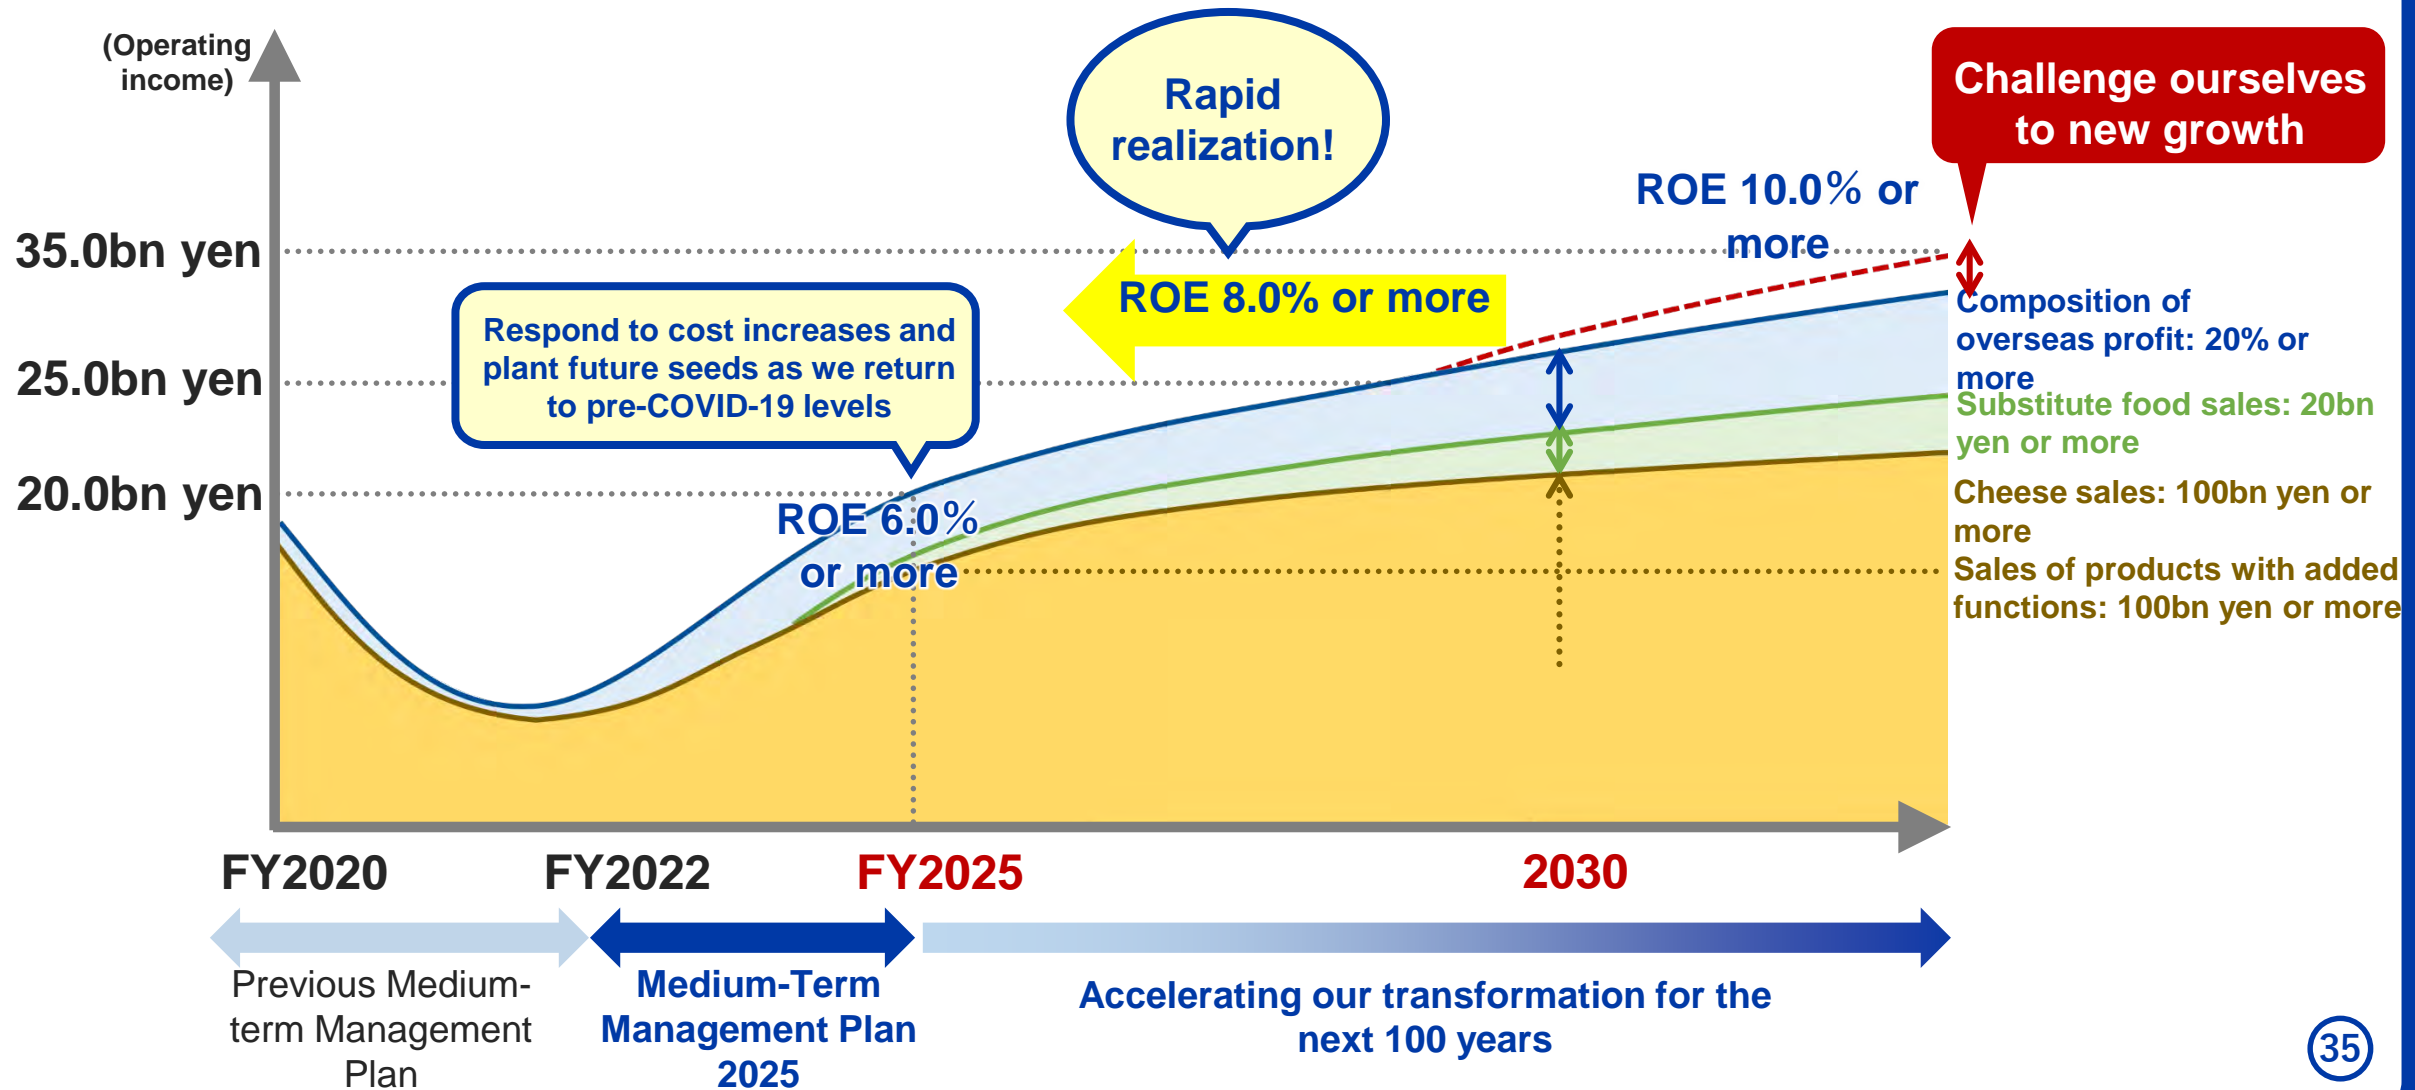 (Operating
income)
Rapid
realization!
Challenge ourselves
to new growth
ROE 10.0% or
more
35.0bn yen
ROE 8.0% or more
Respond to cost increases and
plant future seeds as we return
to pre-COVID-19 levels
25.0bn yen
20.0bn yen
ROE 6.0%
or more
Composition of
overseas profit: 20% or
more
Substitute food sales: 20bn
yen or more
Cheese sales: 100bn yen or
more
Sales of products with added
functions: 100bn yen or more
FY2020
FY2022
FY2025
2030
Previous Medium-
term Management
Plan
Medium-Term
Management Plan
2025
Accelerating our transformation for the
next 100 years
35